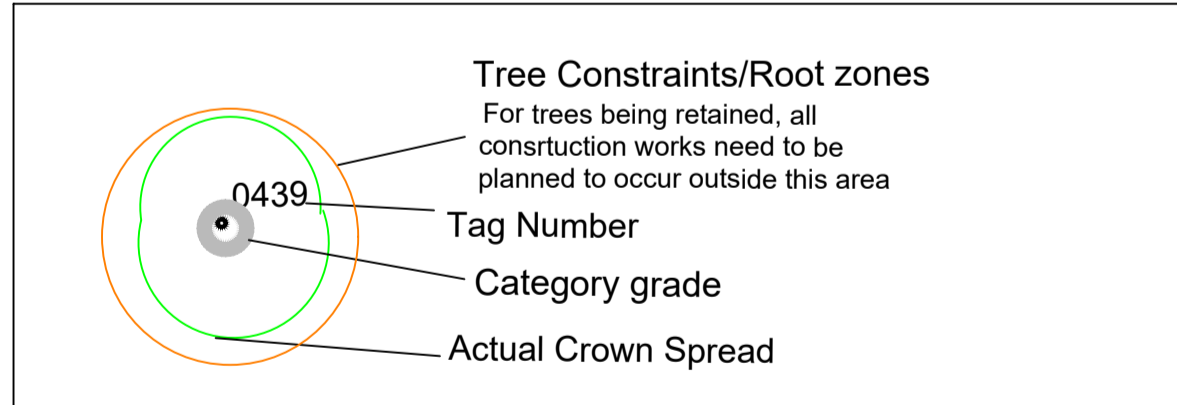 Tree Constraints/Root zones
For trees being retained, all
consrtuction works need to be
planned to occur outside this area
0439
Tag Number
Category grade
Actual Crown Spread